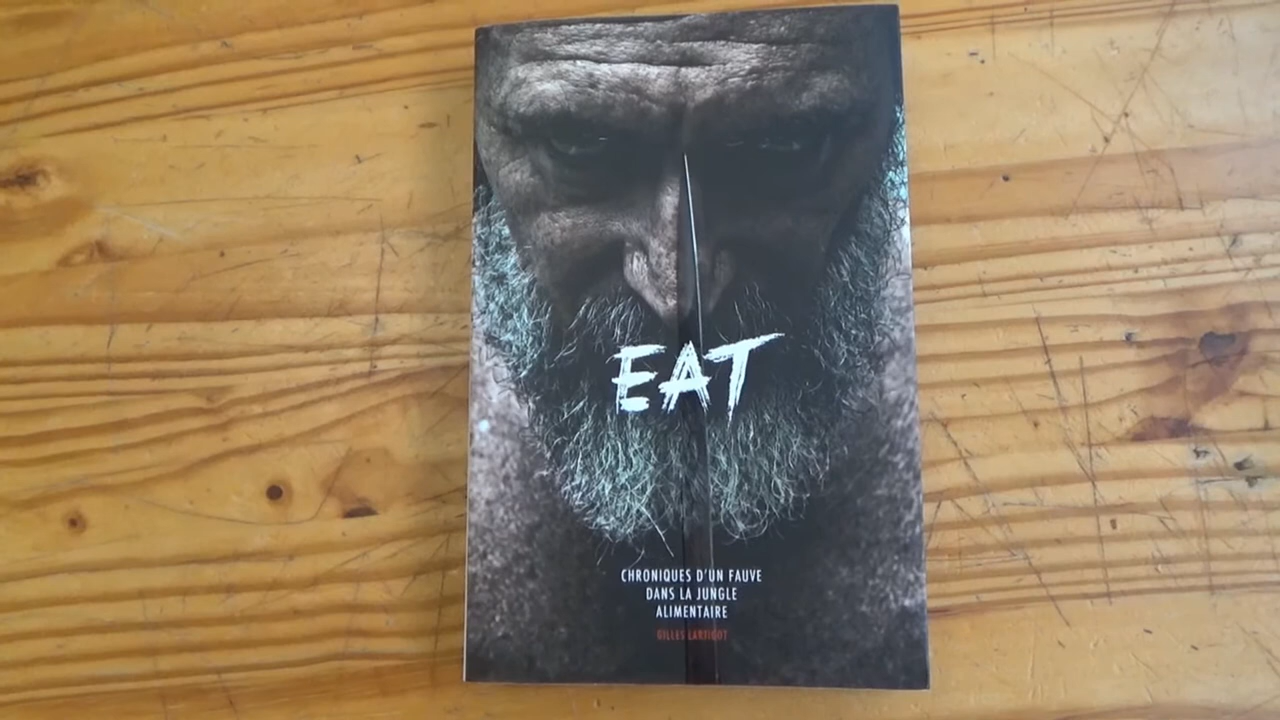 EAT
CHRONIQUES D'UN FAUVE
DANS LA JUNGLE
ALIMENTAIRE
GILLES LARTIGOT